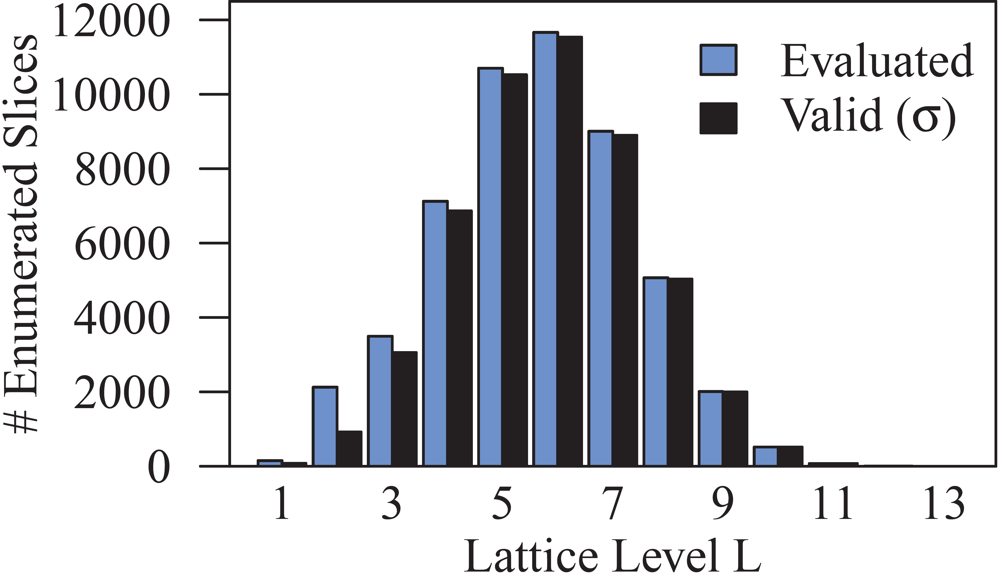 # Enumerated Slices
12000
10000
8000
6000
4000
2000
0
Evaluated
Valid (σ)
1 3 5 7 9 11 13
Lattice Level L